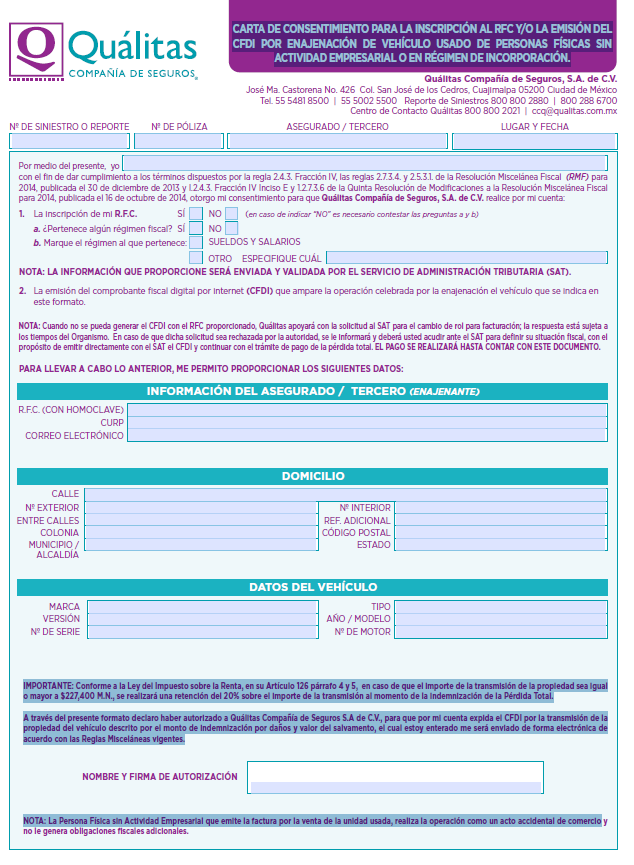 Quálitas
COMPAÑÍA DE SEGUROS®
CARTA DE CONSENTIMIENTO PARA LA INSCRIPCIÓN AL RFC Y/O LA EMISIÓN DEL
CFDI POR ENAJENACIÓN DE VEHÍCULO USADO DE PERSONAS FÍSICAS SIN
ACTIVIDAD EMPRESARIAL O EN RÉGIMEN DE INCORPORACIÓN.
Quálitas Compañía de Seguros, S.A. de C.V.
José Ma. Castorena No. 426 Col. San José de los Cedros, Cuajimalpa 05200 Ciudad de México
Tel. 55 5481 8500 | 55 5002 5500 Reporte de Siniestros 800 800 2880 | 800 288 6700
Centro de Contacto Quálitas 800 800 2021 | ccq@qualitas.com.mx
Nº DE SINIESTRO O REPORTE Nº DE PÓLIZA ASEGURADO / TERCERO LUGAR Y FECHA
Por medio del presente, yo
con el fin de dar cumplimiento a los términos dispuestos por la regla 2.4.3. Fracción IV, las reglas 2.7.3.4. y 2.5.3.1. de la Resolución Miscelánea Fiscal (RMF) para
2014, publicada el 30 de diciembre de 2013 y I.2.4.3. Fracción IV Inciso E y 1.2.7.3.6 de la Quinta Resolución de Modificaciones a la Resolución Miscelánea Fiscal
para 2014, publicada el 16 de octubre de 2014, otorgo mi consentimiento para que Quálitas Compañía de Seguros, S.A. de C.V. realice por mi cuenta:
1. La inscripción de mi R.F.C. SÍ NO (en caso de indicar “NO” es necesario contestar las preguntas a y b)
a. ¿Pertenece algún régimen fiscal? SÍ NO
b. Marque el régimen al que pertenece: SUELDOS Y SALARIOS
OTRO ESPECIFIQUE CUÁL
NOTA: LA INFORMACIÓN QUE PROPORCIONE SERÁ ENVIADA Y VALIDADA POR EL SERVICIO DE ADMINISTRACIÓN TRIBUTARIA (SAT).
2. La emisión del comprobante fiscal digital por internet (CFDI) que ampare la operación celebrada por la enajenación el vehículo que se indica en
este formato.
NOTA: Cuando no se pueda generar el CFDI con el RFC proporcionado, Quálitas apoyará con la solicitud al SAT para el cambio de rol para facturación; la respuesta está sujeta a
los tiempos del Organismo. En caso de que dicha solicitud sea rechazada por la autoridad, se le informará y deberá usted acudir ante el SAT para definir su situación fiscal, con el
propósito de emitir directamente con el SAT el CFDI y continuar con el trámite de pago de la pérdida total. EL PAGO SE REALIZARÁ HASTA CONTAR CON ESTE DOCUMENTO.
PARA LLEVAR A CABO LO ANTERIOR, ME PERMITO PROPORCIONAR LOS SIGUIENTES DATOS:
INFORMACIÓN DEL ASEGURADO / TERCERO (ENAJENANTE)
R.F.C. (CON HOMOCLAVE)
CURP
CORREO ELECTRÓNICO
DOMICILIO
CALLE
Nº EXTERIOR Nº INTERIOR
ENTRE CALLES REF. ADICIONAL
COLONIA CÓDIGO POSTAL
MUNICIPIO / ESTADO
ALCALDÍA
DATOS DEL VEHÍCULO
MARCA TIPO
VERSIÓN AÑO / MODELO
Nº DE SERIE Nº DE MOTOR
IMPORTANTE: Conforme a la Ley del Impuesto sobre la Renta, en su Artículo 126 párrafo 4 y 5, en caso de que el importe de la transmisión de la propiedad sea igual
o mayor a $227,400 M.N., se realizará una retención del 20% sobre el importe de la transmisión al momento de la Indemnización de la Pérdida Total.
A través del presente formato declaro haber autorizado a Quálitas Compañía de Seguros S.A de C.V., para que por mi cuenta expida el CFDI por la transmisión de la
propiedad del vehículo descrito por el monto de indemnización por daños y valor del salvamento, el cual estoy enterado me será enviado de forma electrónica de
acuerdo con las Reglas Misceláneas vigentes.
NOMBRE Y FIRMA DE AUTORIZACIÓN
NOTA: La Persona Física sin Actividad Empresarial que emite la factura por la venta de la unidad usada, realiza la operación como un acto accidental de comercio y
no le genera obligaciones fiscales adicionales.